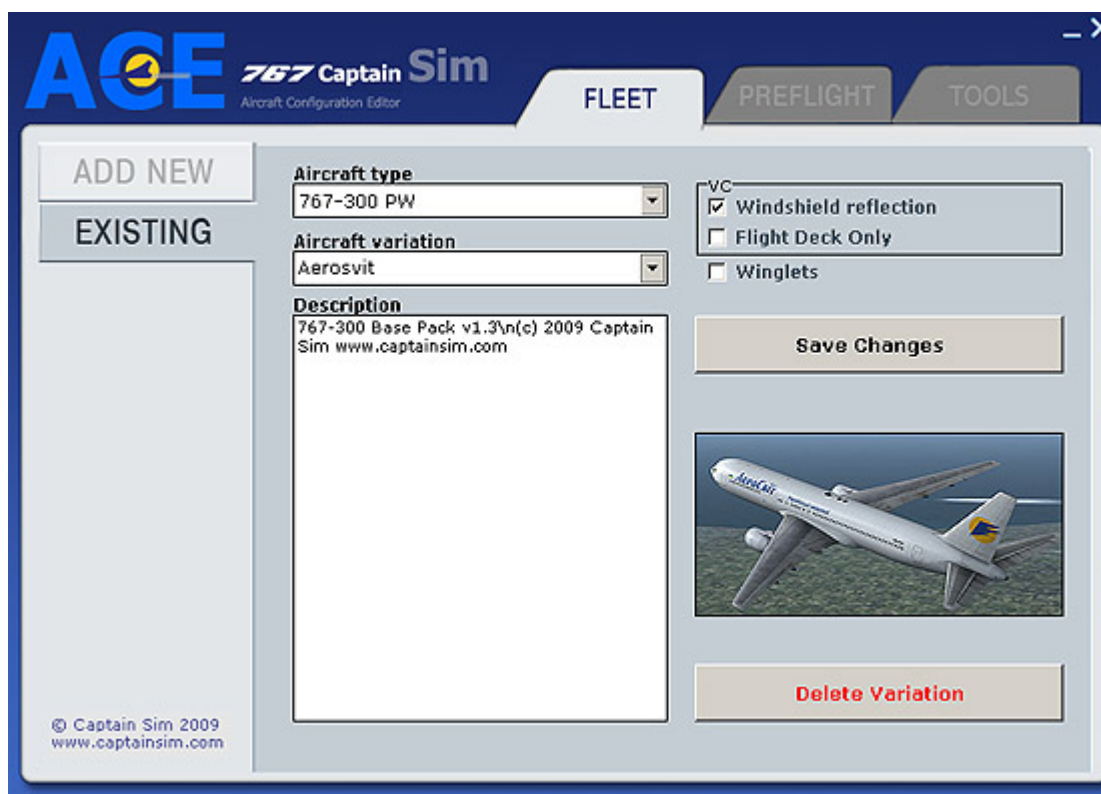 ACE 767 Captain Sim
Aircraft Configuration Editor
FLEET
PREFLIGHT
TOOLS
ADD NEW
EXISTING
Aircraft type
767-300 PW
Aircraft variation
Aerosvit
Description
767-300 Base Pack v1.3\n(c) 2009 Captain
Sim www.captainsim.com
VC
Windshield reflection
Flight Deck Only
Winglets
Save Changes
Delete Variation
© Captain Sim 2009
www.captainsim.com